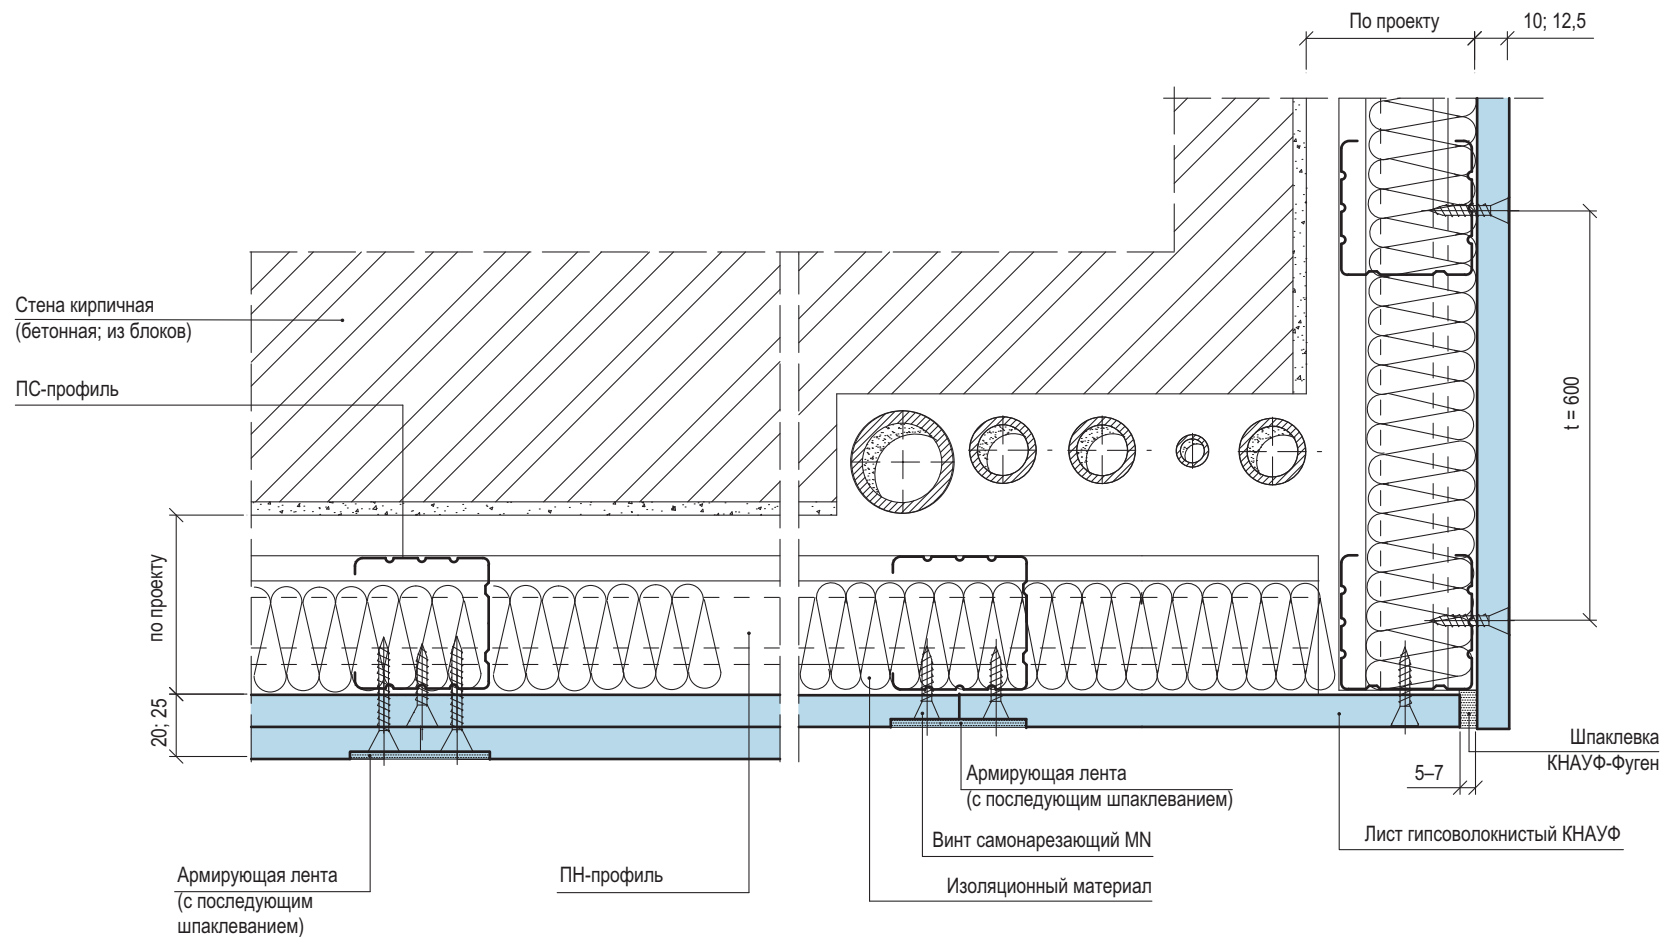 По проекту
10; 12,5
Стена кирпичная
(бетонная; из блоков)
ПС-профиль
t = 600
по проекту
20; 25
Шпаклевка
КНАУФ-Фуген
5–7
Армирующая лента
(с последующим шпаклеванием)
Винт самонарезающий MN
Лист гипсоволокнистый КНАУФ
Армирующая лента
(с последующим
шпаклеванием)
ПН-профиль
Изоляционный материал